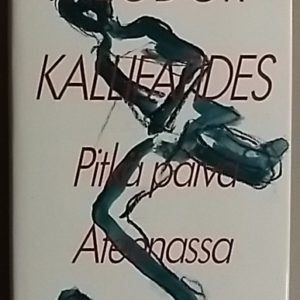 KALLIFATIDES
Pitkä päivä
Ateenassa